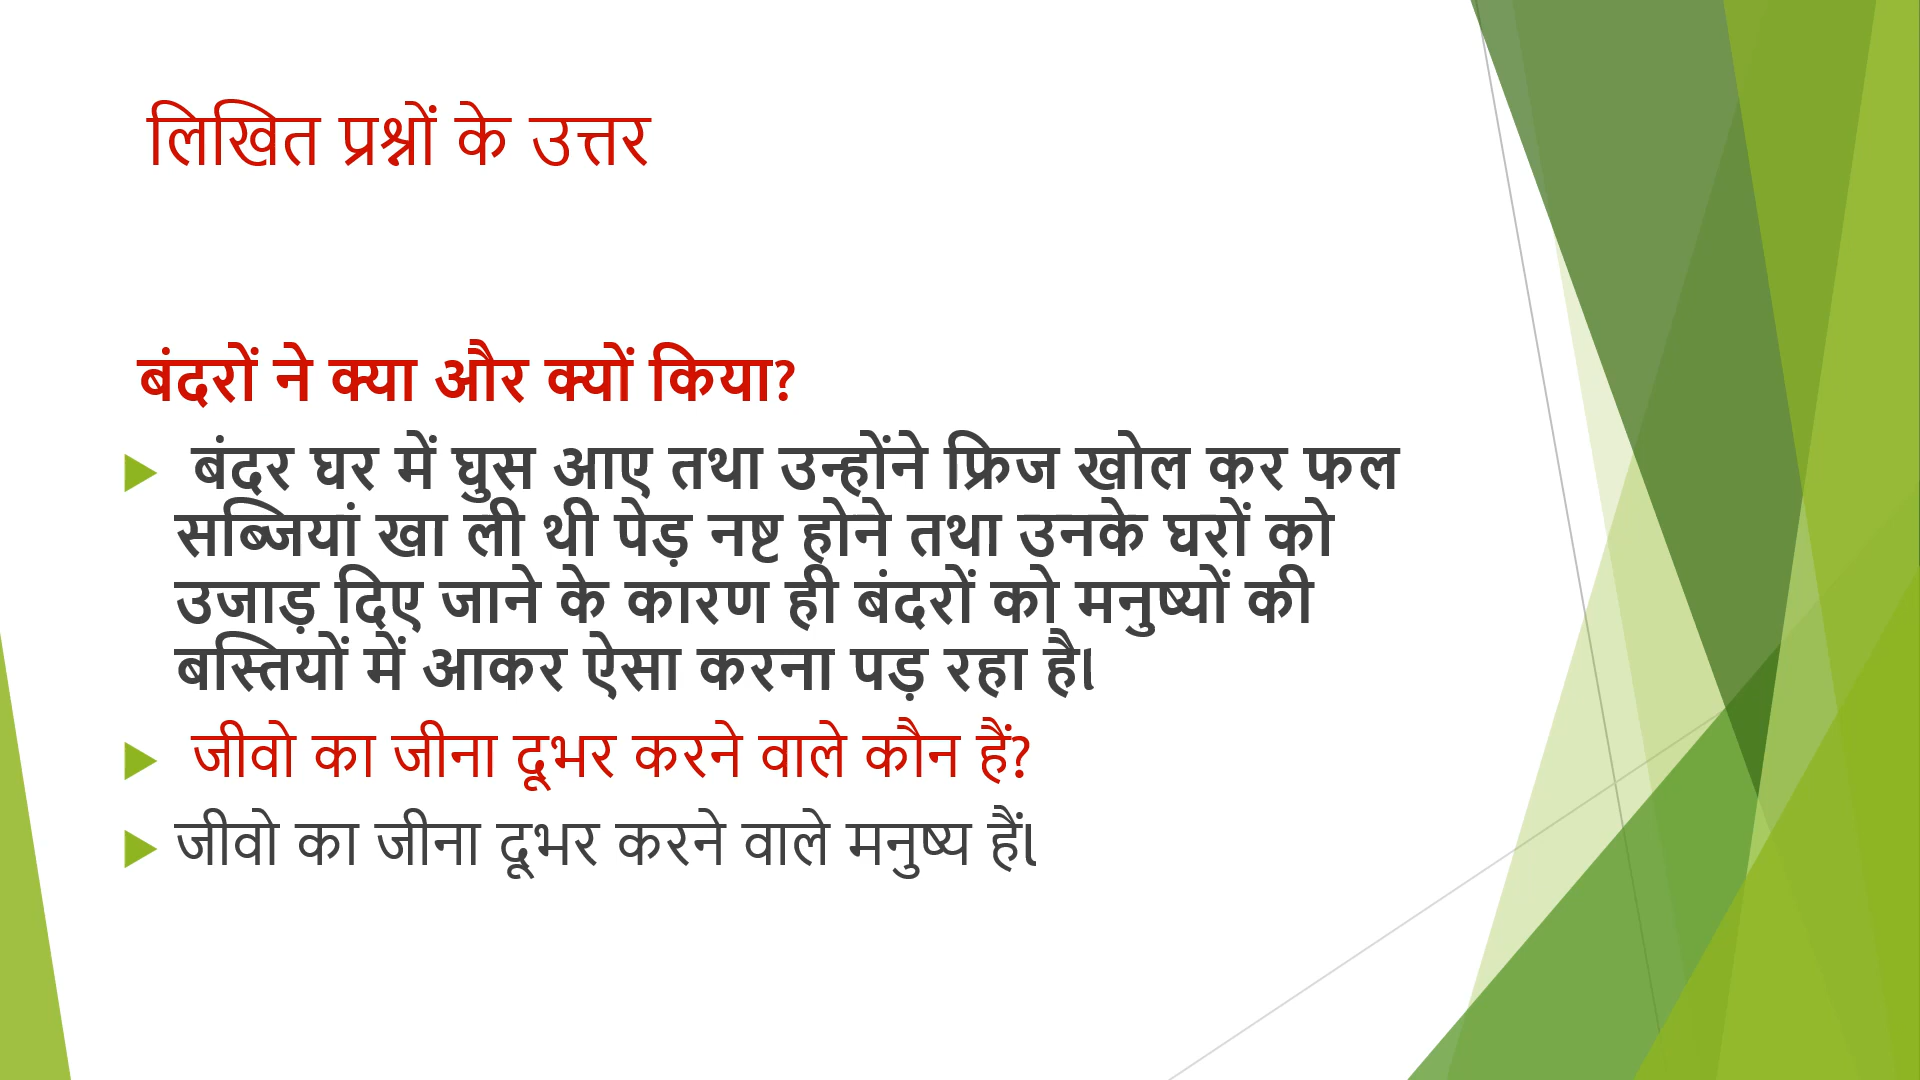 लिखित प्रश्नों के उत्तर
बंदरों ने क्या और क्यों किया?
बंदर घर में घुस आए तथा उन्होंने फ्रिज खोल कर फल
सब्जियां खा ली थी पेड़ नष्ट होने तथा उनके घरों को
उजाड़ दिए जाने के कारण ही बंदरों को मनुष्यों की
बस्तियों में आकर ऐसा करना पड़ रहा है।
जीवो का जीना दूभर करने वाले कौन हैं?
जीवो का जीना दूभर करने वाले मनुष्य हैं।